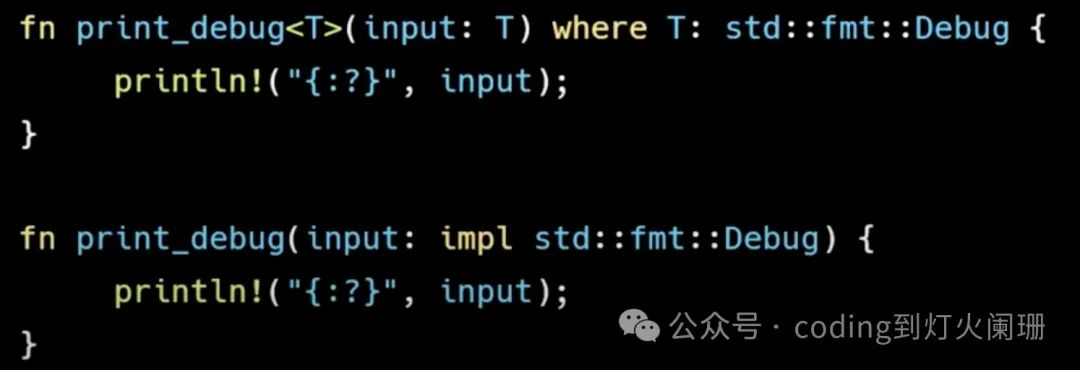 fn print_debug<T>(input: T) where T: std::fmt::Debug {
    println!("{:?}", input);
}
fn print_debug(input: impl std::fmt::Debug) {
    println!("{:?}", input);
}
公众号 · coding到灯火阑珊